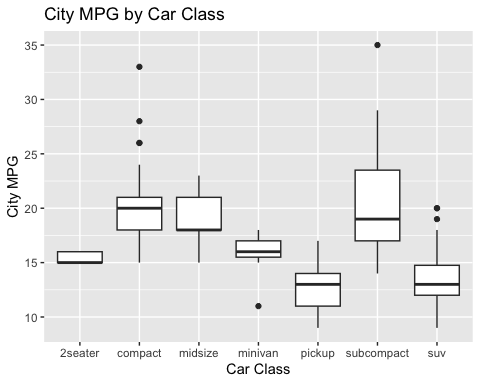 City MPG by Car Class
City MPG
35
30
25
20
15
10
2seater compact midsize minivan pickup subcompact suv
Car Class